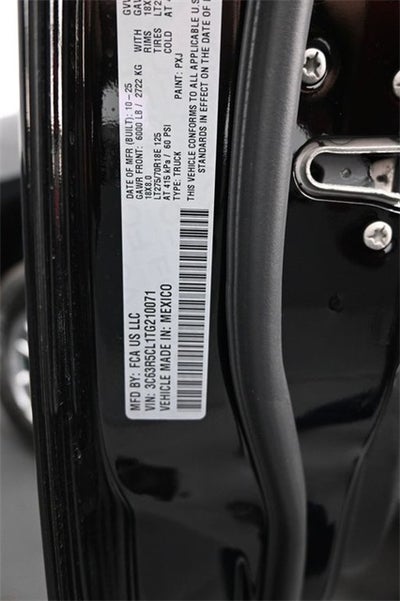 MFD BY: FCA US LLC
VIN: 3C63R5CL1TG210071
VEHICLE MADE IN: MEXICO
DATE OF MFR (BUILT): 10-25
GAWR FRONT: 6000 LB / 2722 KG
18X8.0
LT275/70R18E 125
AT 415 kPa / 60 PSI
TYPE: TRUCK
PAINT: PXJ
THIS VEHICLE CONFORMS TO ALL APPLICABLE U.S
STANDARDS IN EFFECT ON THE DATE OF
WITH
RIMS
TIRES
COLD